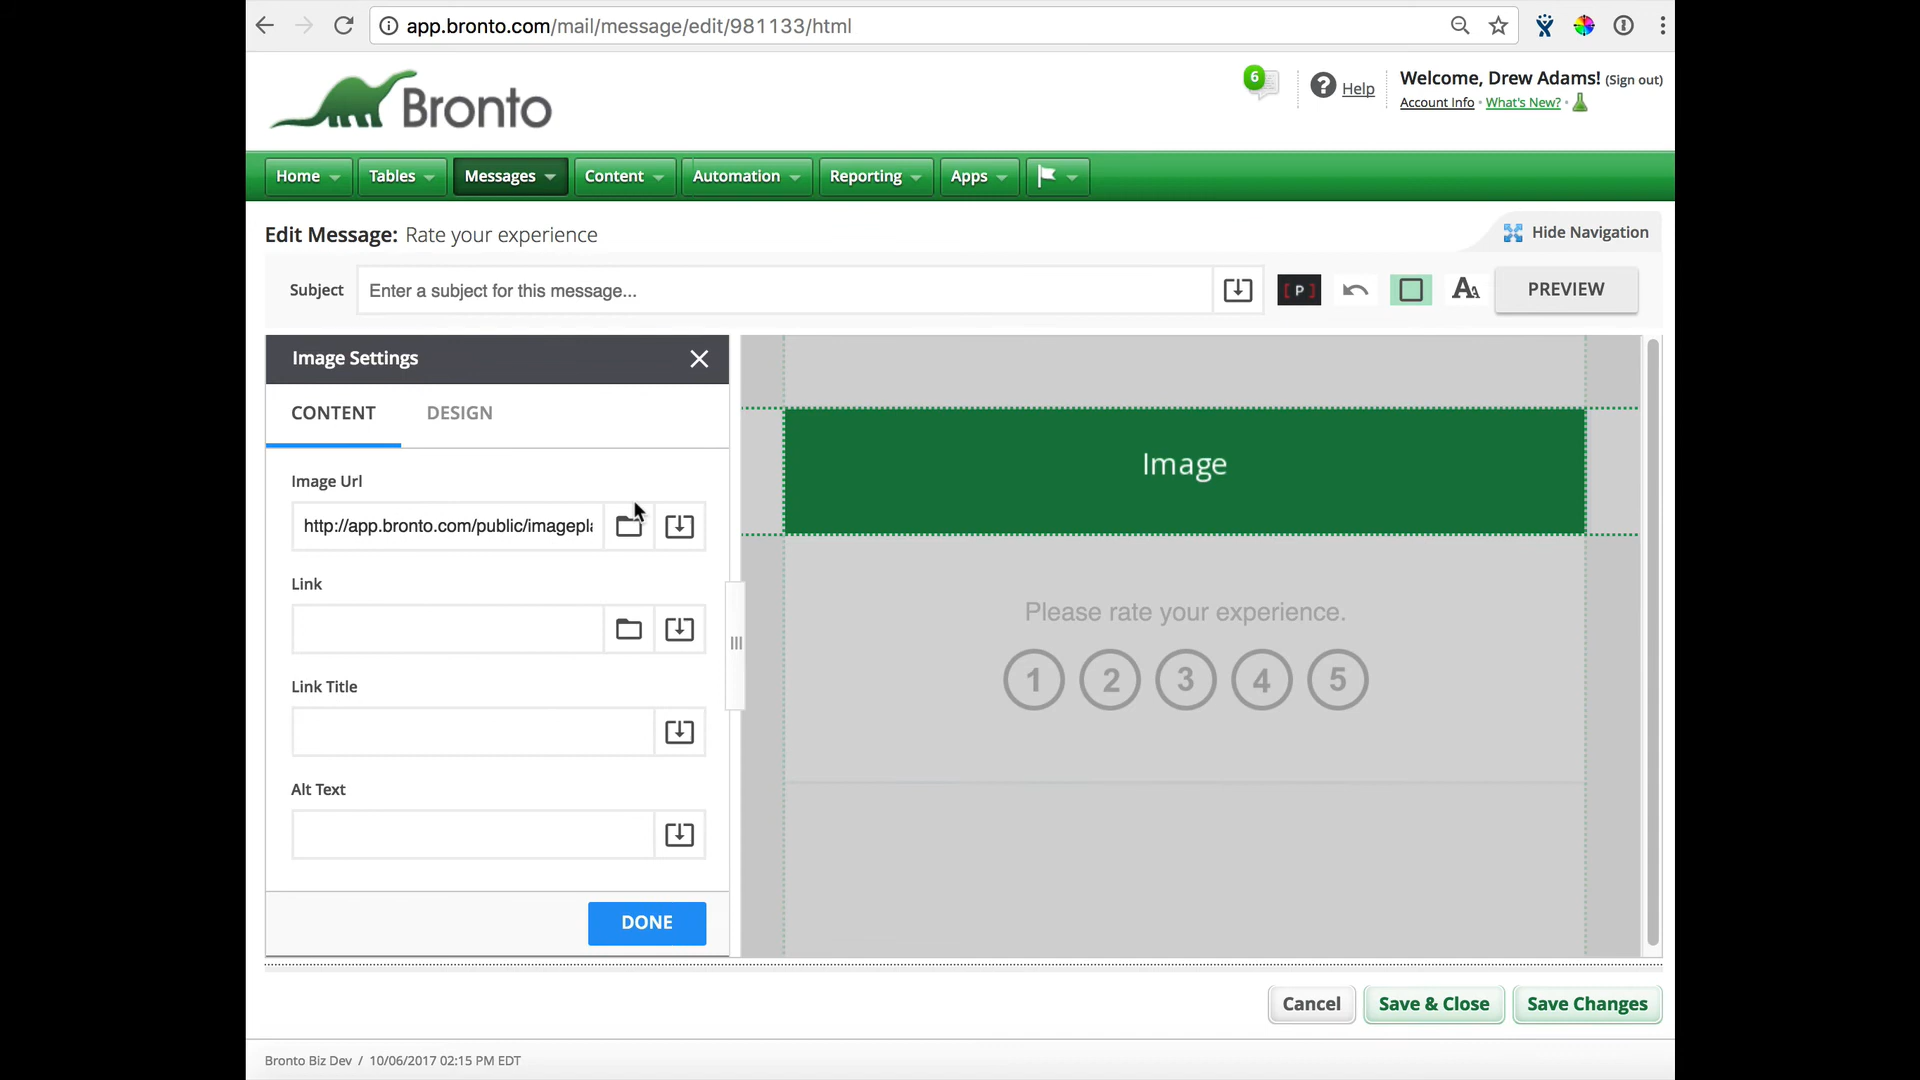 app.bronto.com/mail/message/edit/981133/html
Bronto
6
Help
Welcome, Drew Adams! (Sign out)
Account Info · What's New? ·
Home
Tables
Messages
Content
Automation
Reporting
Apps
Edit Message: Rate your experience
Hide Navigation
Subject
Enter a subject for this message...
[P]
AA
PREVIEW
Image Settings
CONTENT
DESIGN
Image Url
http://app.bronto.com/public/imagepla
Link
Link Title
Alt Text
DONE
Image
Please rate your experience.
1 2 3 4 5
Cancel
Save & Close
Save Changes
Bronto Biz Dev / 10/06/2017 02:15 PM EDT